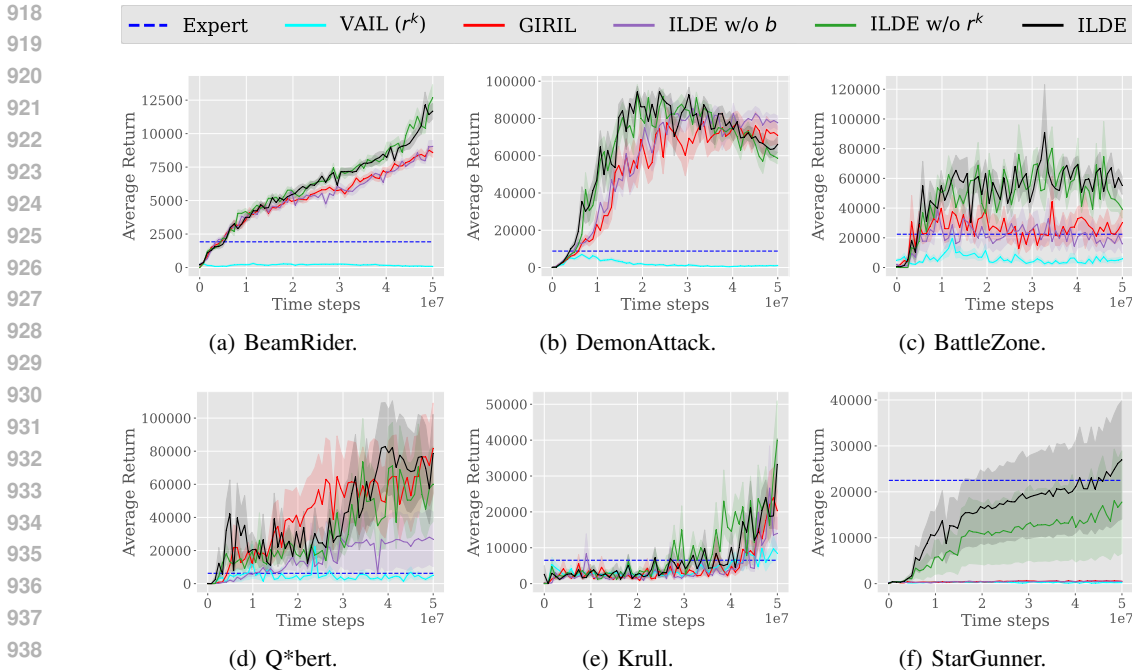 918
919
920
921
922
923
924
925
926
927
928
929
930
931
932
933
934
935
936
937
938
Expert VAIL (r^k) GIRIL ILDE w/o b ILDE w/o r^k ILDE
Average Return
12500
10000
7500
5000
2500
0
0 1 2 3 4 5
Time steps 1e7
(a) BeamRider.
Average Return
100000
80000
60000
40000
20000
0
0 1 2 3 4 5
Time steps 1e7
(b) DemonAttack.
Average Return
120000
100000
80000
60000
40000
20000
0
0 1 2 3 4 5
Time steps 1e7
(c) BattleZone.
Average Return
100000
80000
60000
40000
20000
0
0 1 2 3 4 5
Time steps 1e7
(d) Q*bert.
Average Return
50000
40000
30000
20000
10000
0
0 1 2 3 4 5
Time steps 1e7
(e) Krull.
Average Return
40000
30000
20000
10000
0
0 1 2 3 4 5
Time steps 1e7
(f) StarGunner.